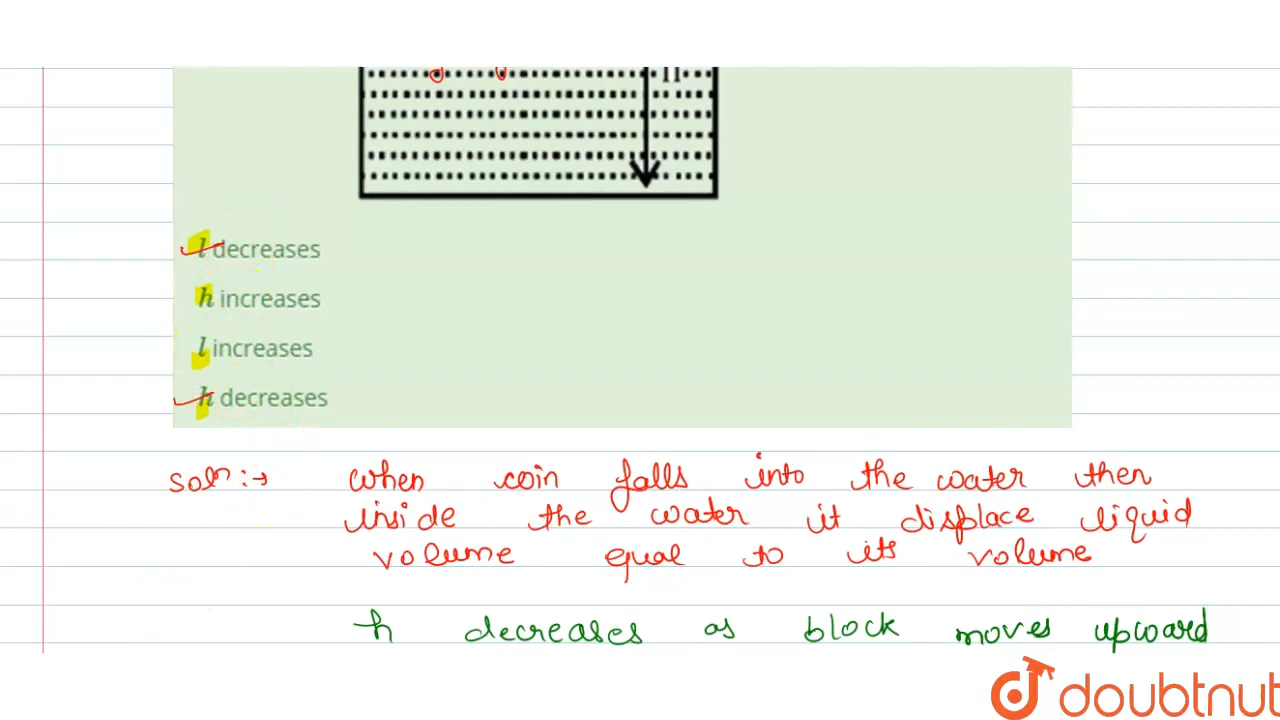 l decreases
h increases
l increases
h decreases
Soln :→ when coin falls into the water then
inside the water it displace liquid
volume equal to its volume
h decreases as block moves upward
doubtnut